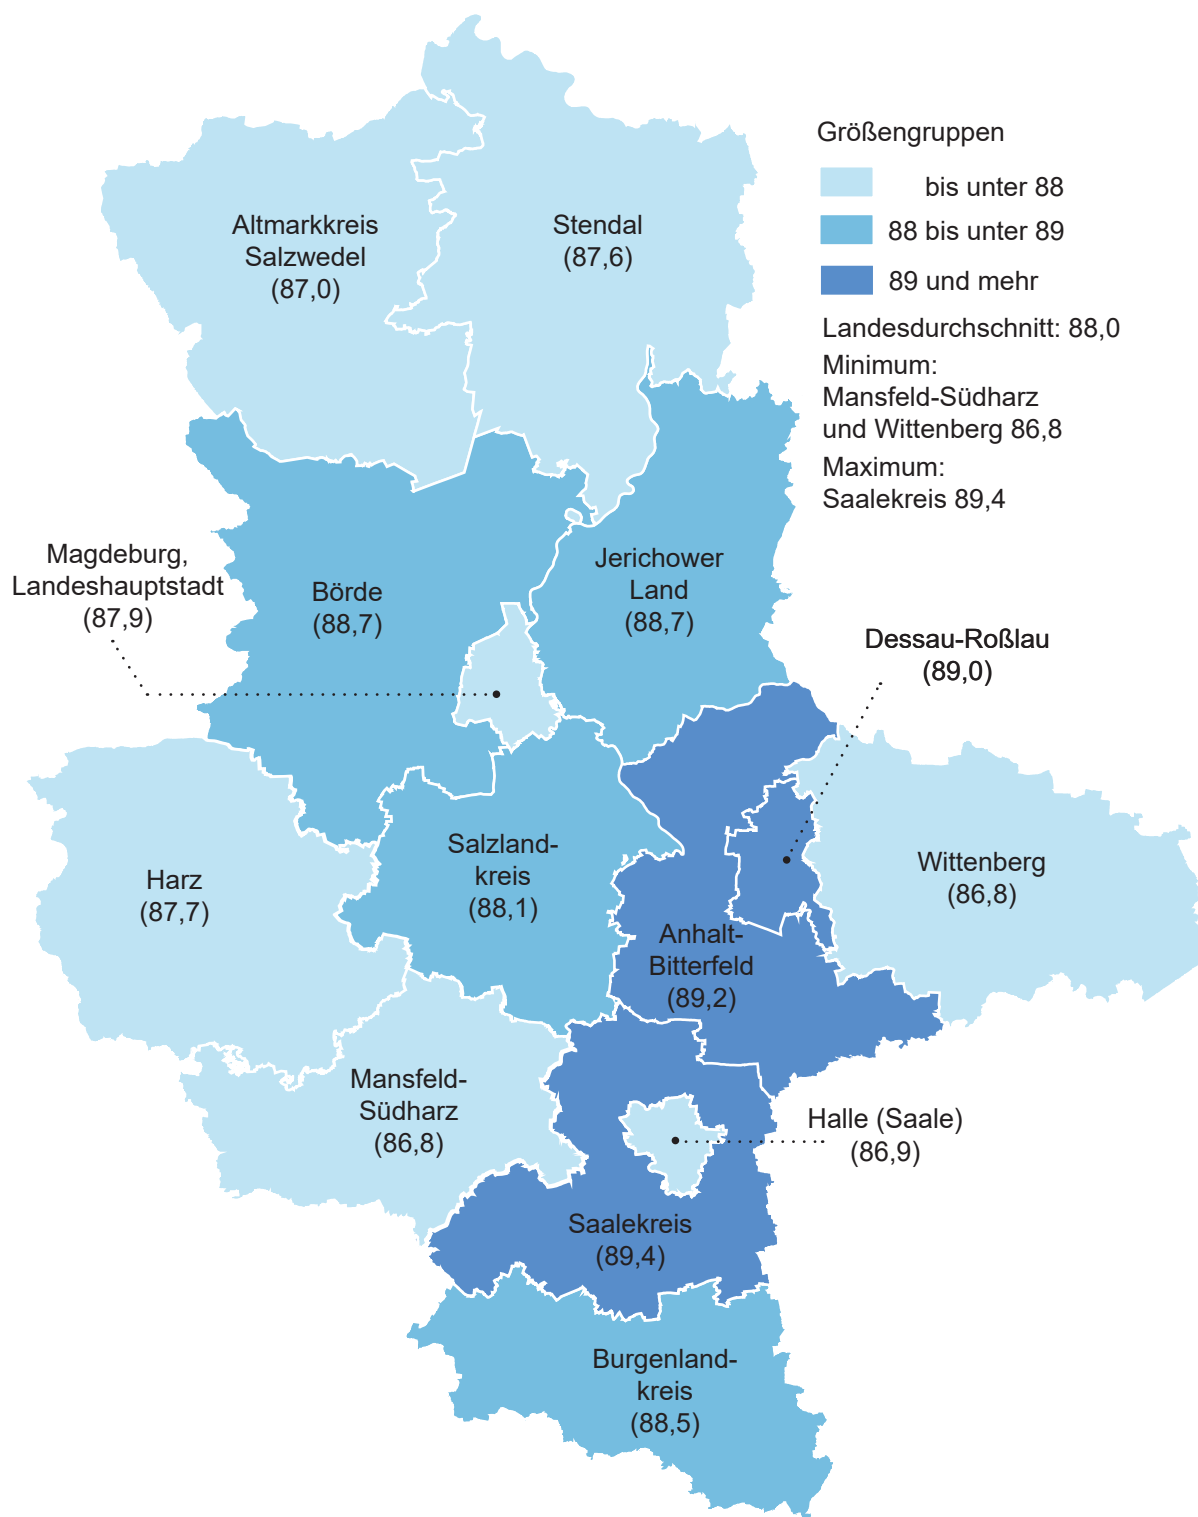 Größengruppen
bis unter 88
88 bis unter 89
89 und mehr
Landesdurchschnitt: 88,0
Minimum:
Mansfeld-Südharz
und Wittenberg 86,8
Maximum:
Saalekreis 89,4
Altmarkkreis
Salzwedel
(87,0)
Stendal
(87,6)
Magdeburg,
Landeshauptstadt
(87,9)
Börde
(88,7)
Jerichower
Land
(88,7)
Dessau-Roßlau
(89,0)
Harz
(87,7)
Salzland-
kreis
(88,1)
Wittenberg
(86,8)
Anhalt-
Bitterfeld
(89,2)
Mansfeld-
Südharz
(86,8)
Halle (Saale)
(86,9)
Saalekreis
(89,4)
Burgenland-
kreis
(88,5)